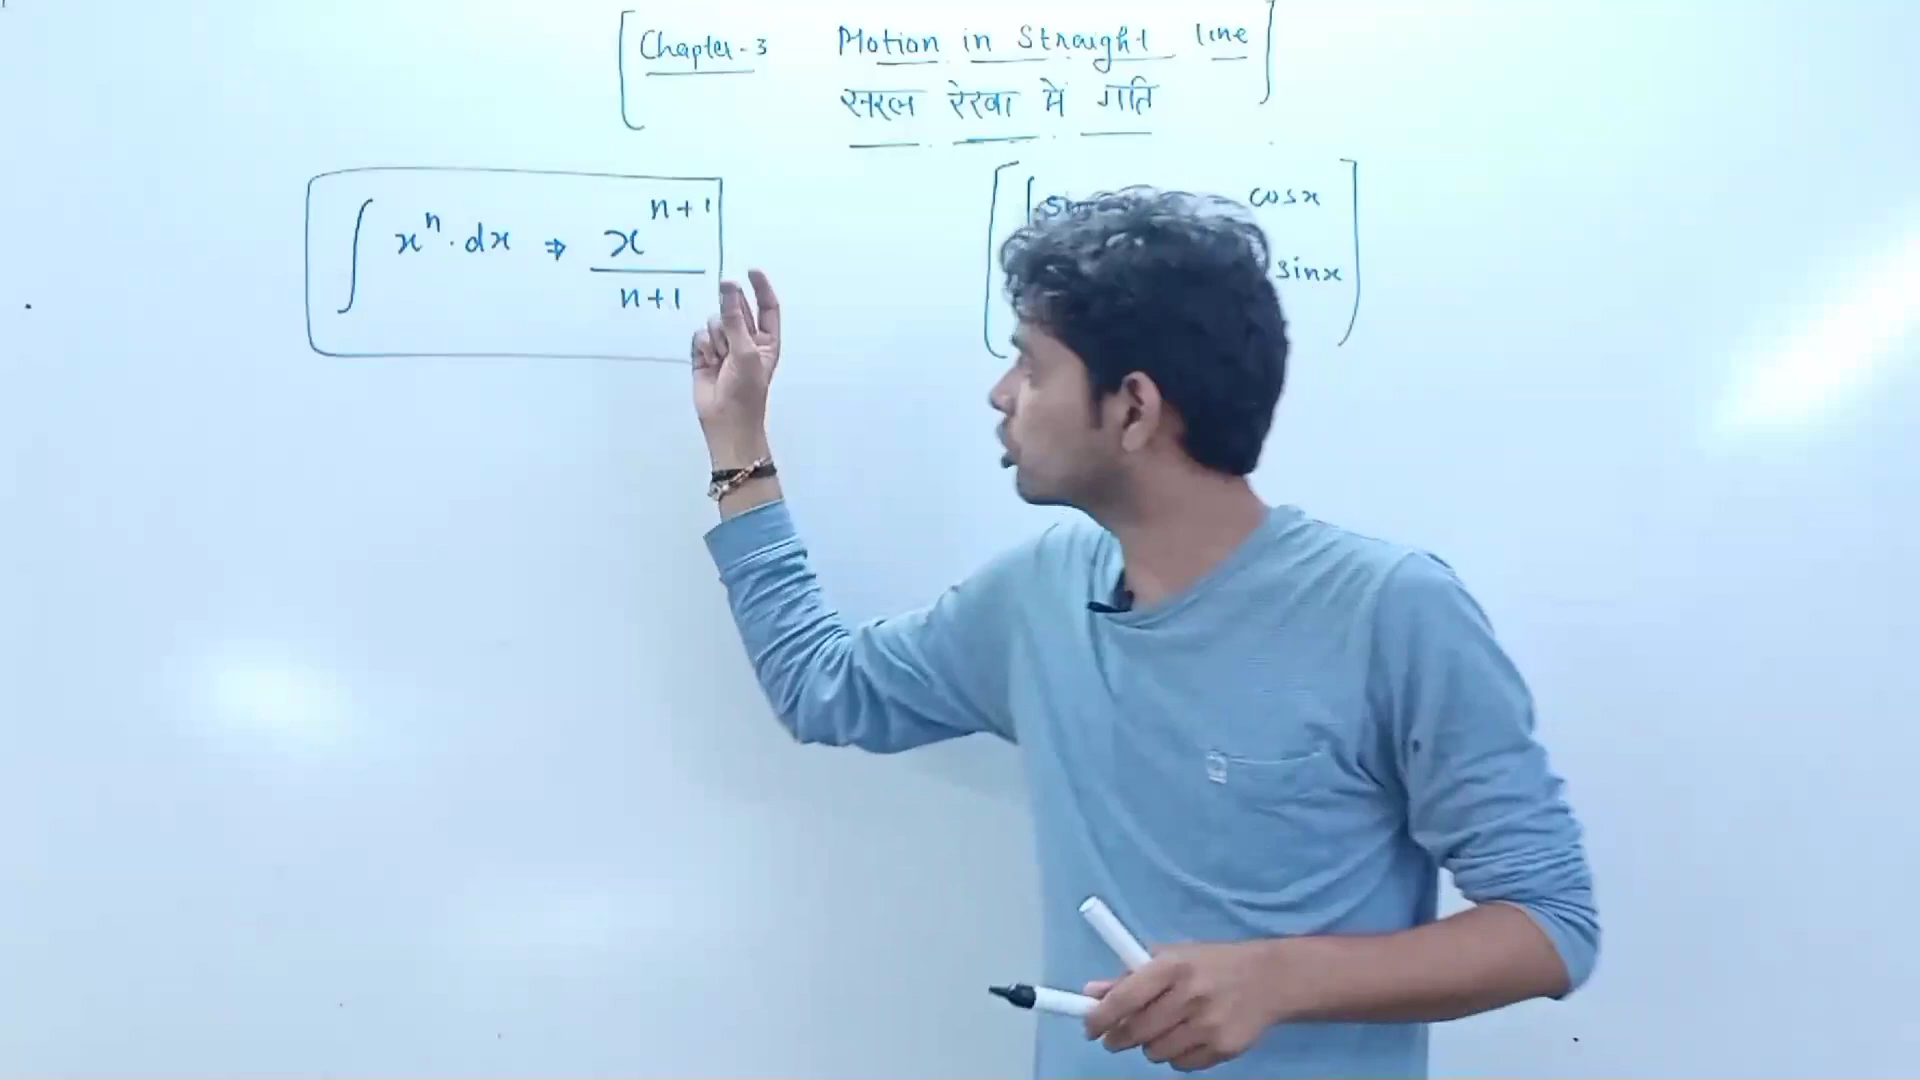 Chapter-3 Motion in Straight line
सरल रेखा में गति
∫ xⁿ · dx ⇒ xⁿ⁺¹ / n+1
cosx
sinx